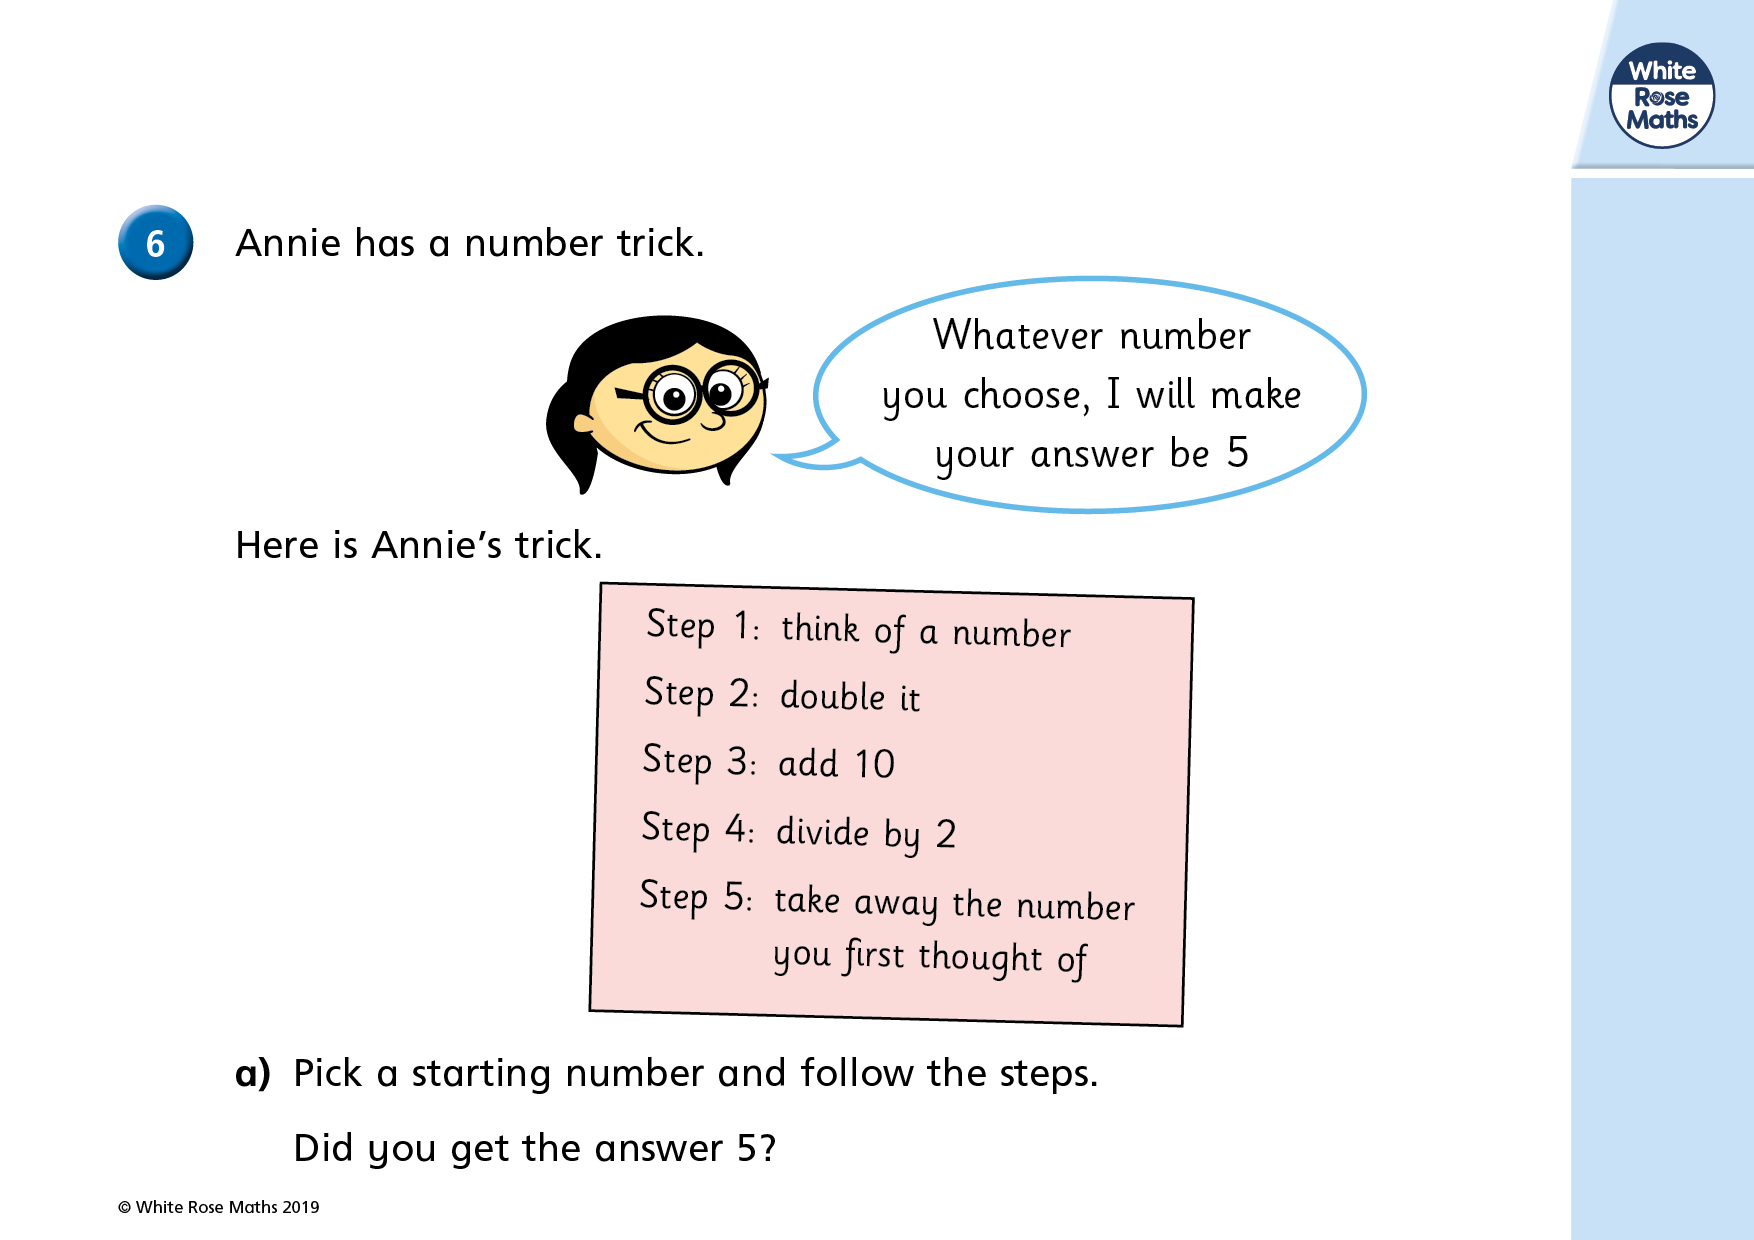 White
Rose
Maths
6 Annie has a number trick.
Whatever number
you choose, I will make
your answer be 5
Here is Annie’s trick.
Step 1: think of a number
Step 2: double it
Step 3: add 10
Step 4: divide by 2
Step 5: take away the number
you first thought of
a) Pick a starting number and follow the steps.
Did you get the answer 5?
© White Rose Maths 2019